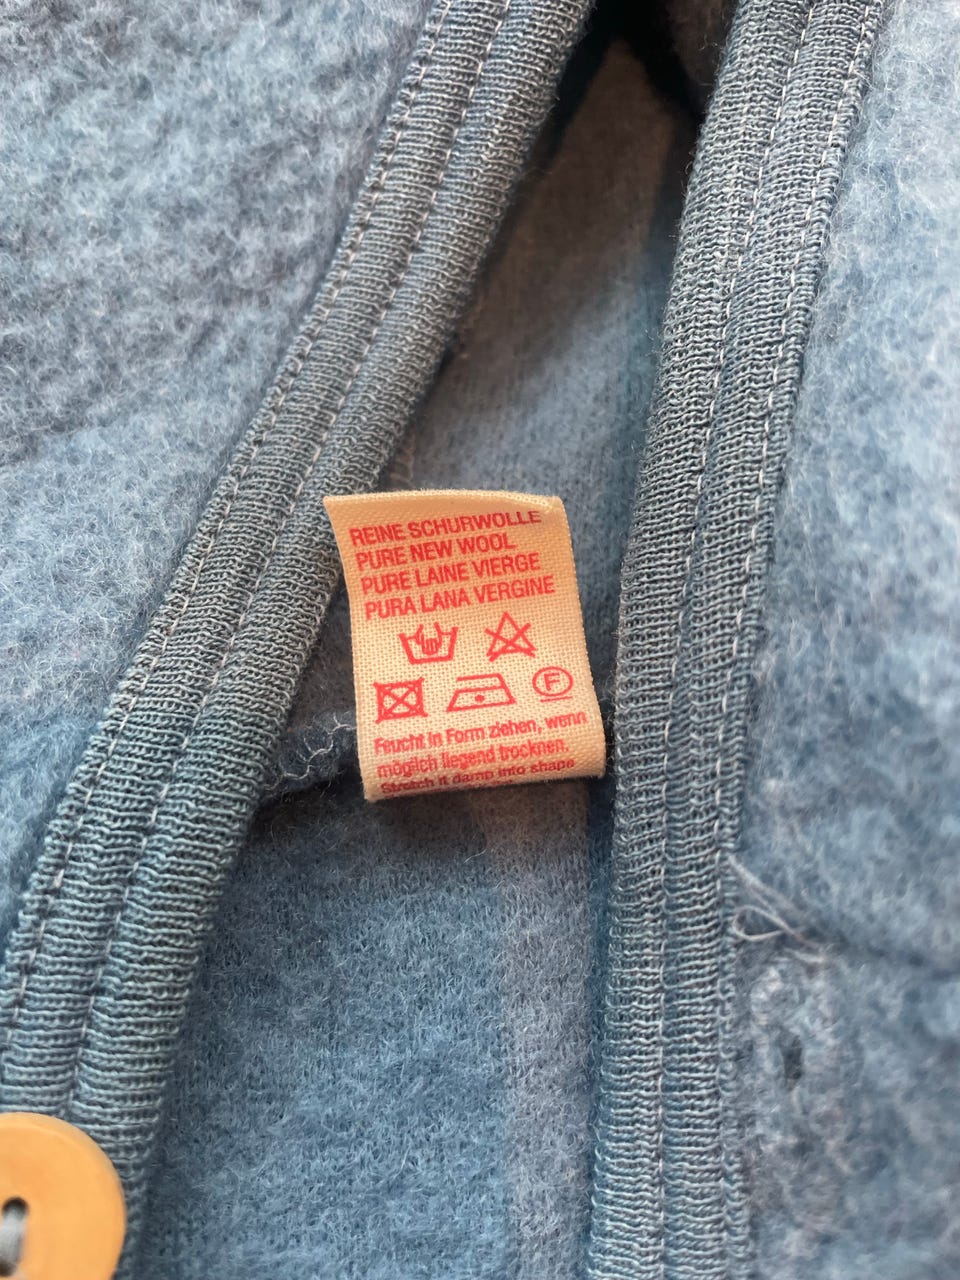 REINE SCHURWOLLE
PURE NEW WOOL
PURE LAINE VIERGE
PURA LANA VERGINE
F
Feucht in Form ziehen, wenn
möglich liegend trocknen.
Stretch it damp into shape